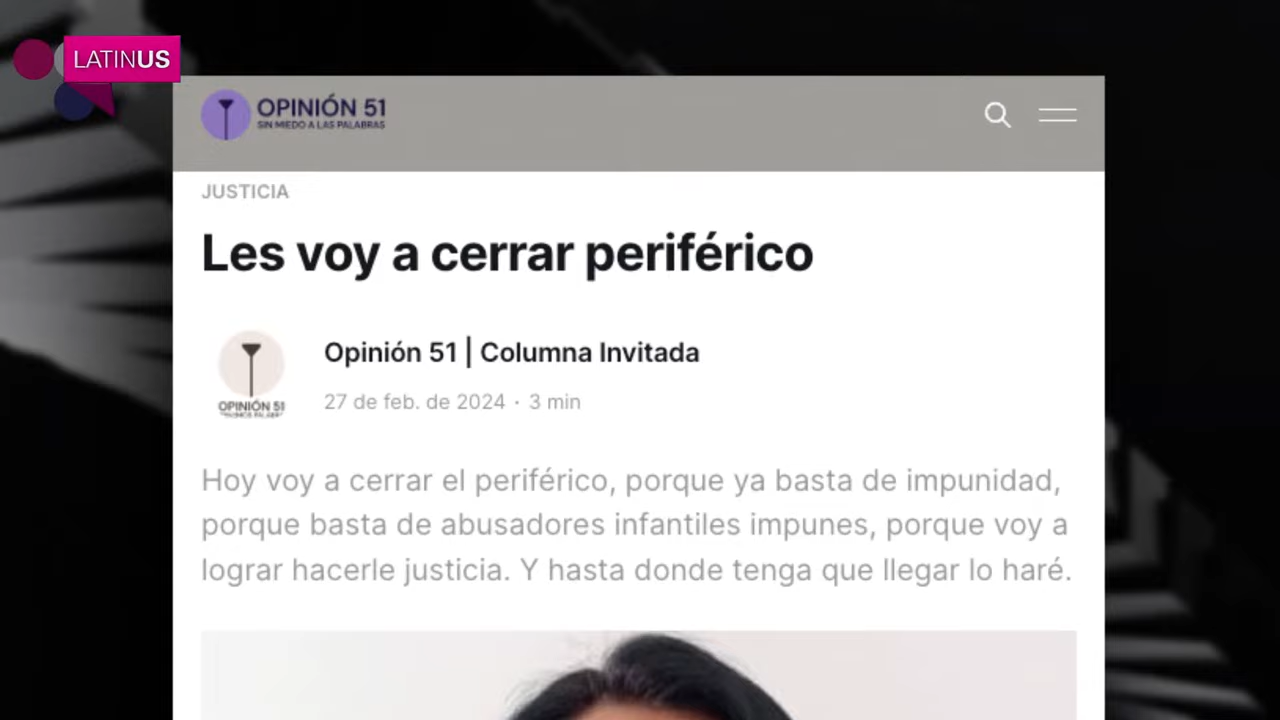 LATINUS
OPINIÓN 51
SIN MIEDO A LAS PALABRAS
JUSTICIA
Les voy a cerrar periférico
Opinión 51 | Columna Invitada
27 de feb. de 2024 · 3 min
OPINIÓN 51
Hoy voy a cerrar el periférico, porque ya basta de impunidad,
porque basta de abusadores infantiles impunes, porque voy a
lograr hacerle justicia. Y hasta donde tenga que llegar lo haré.